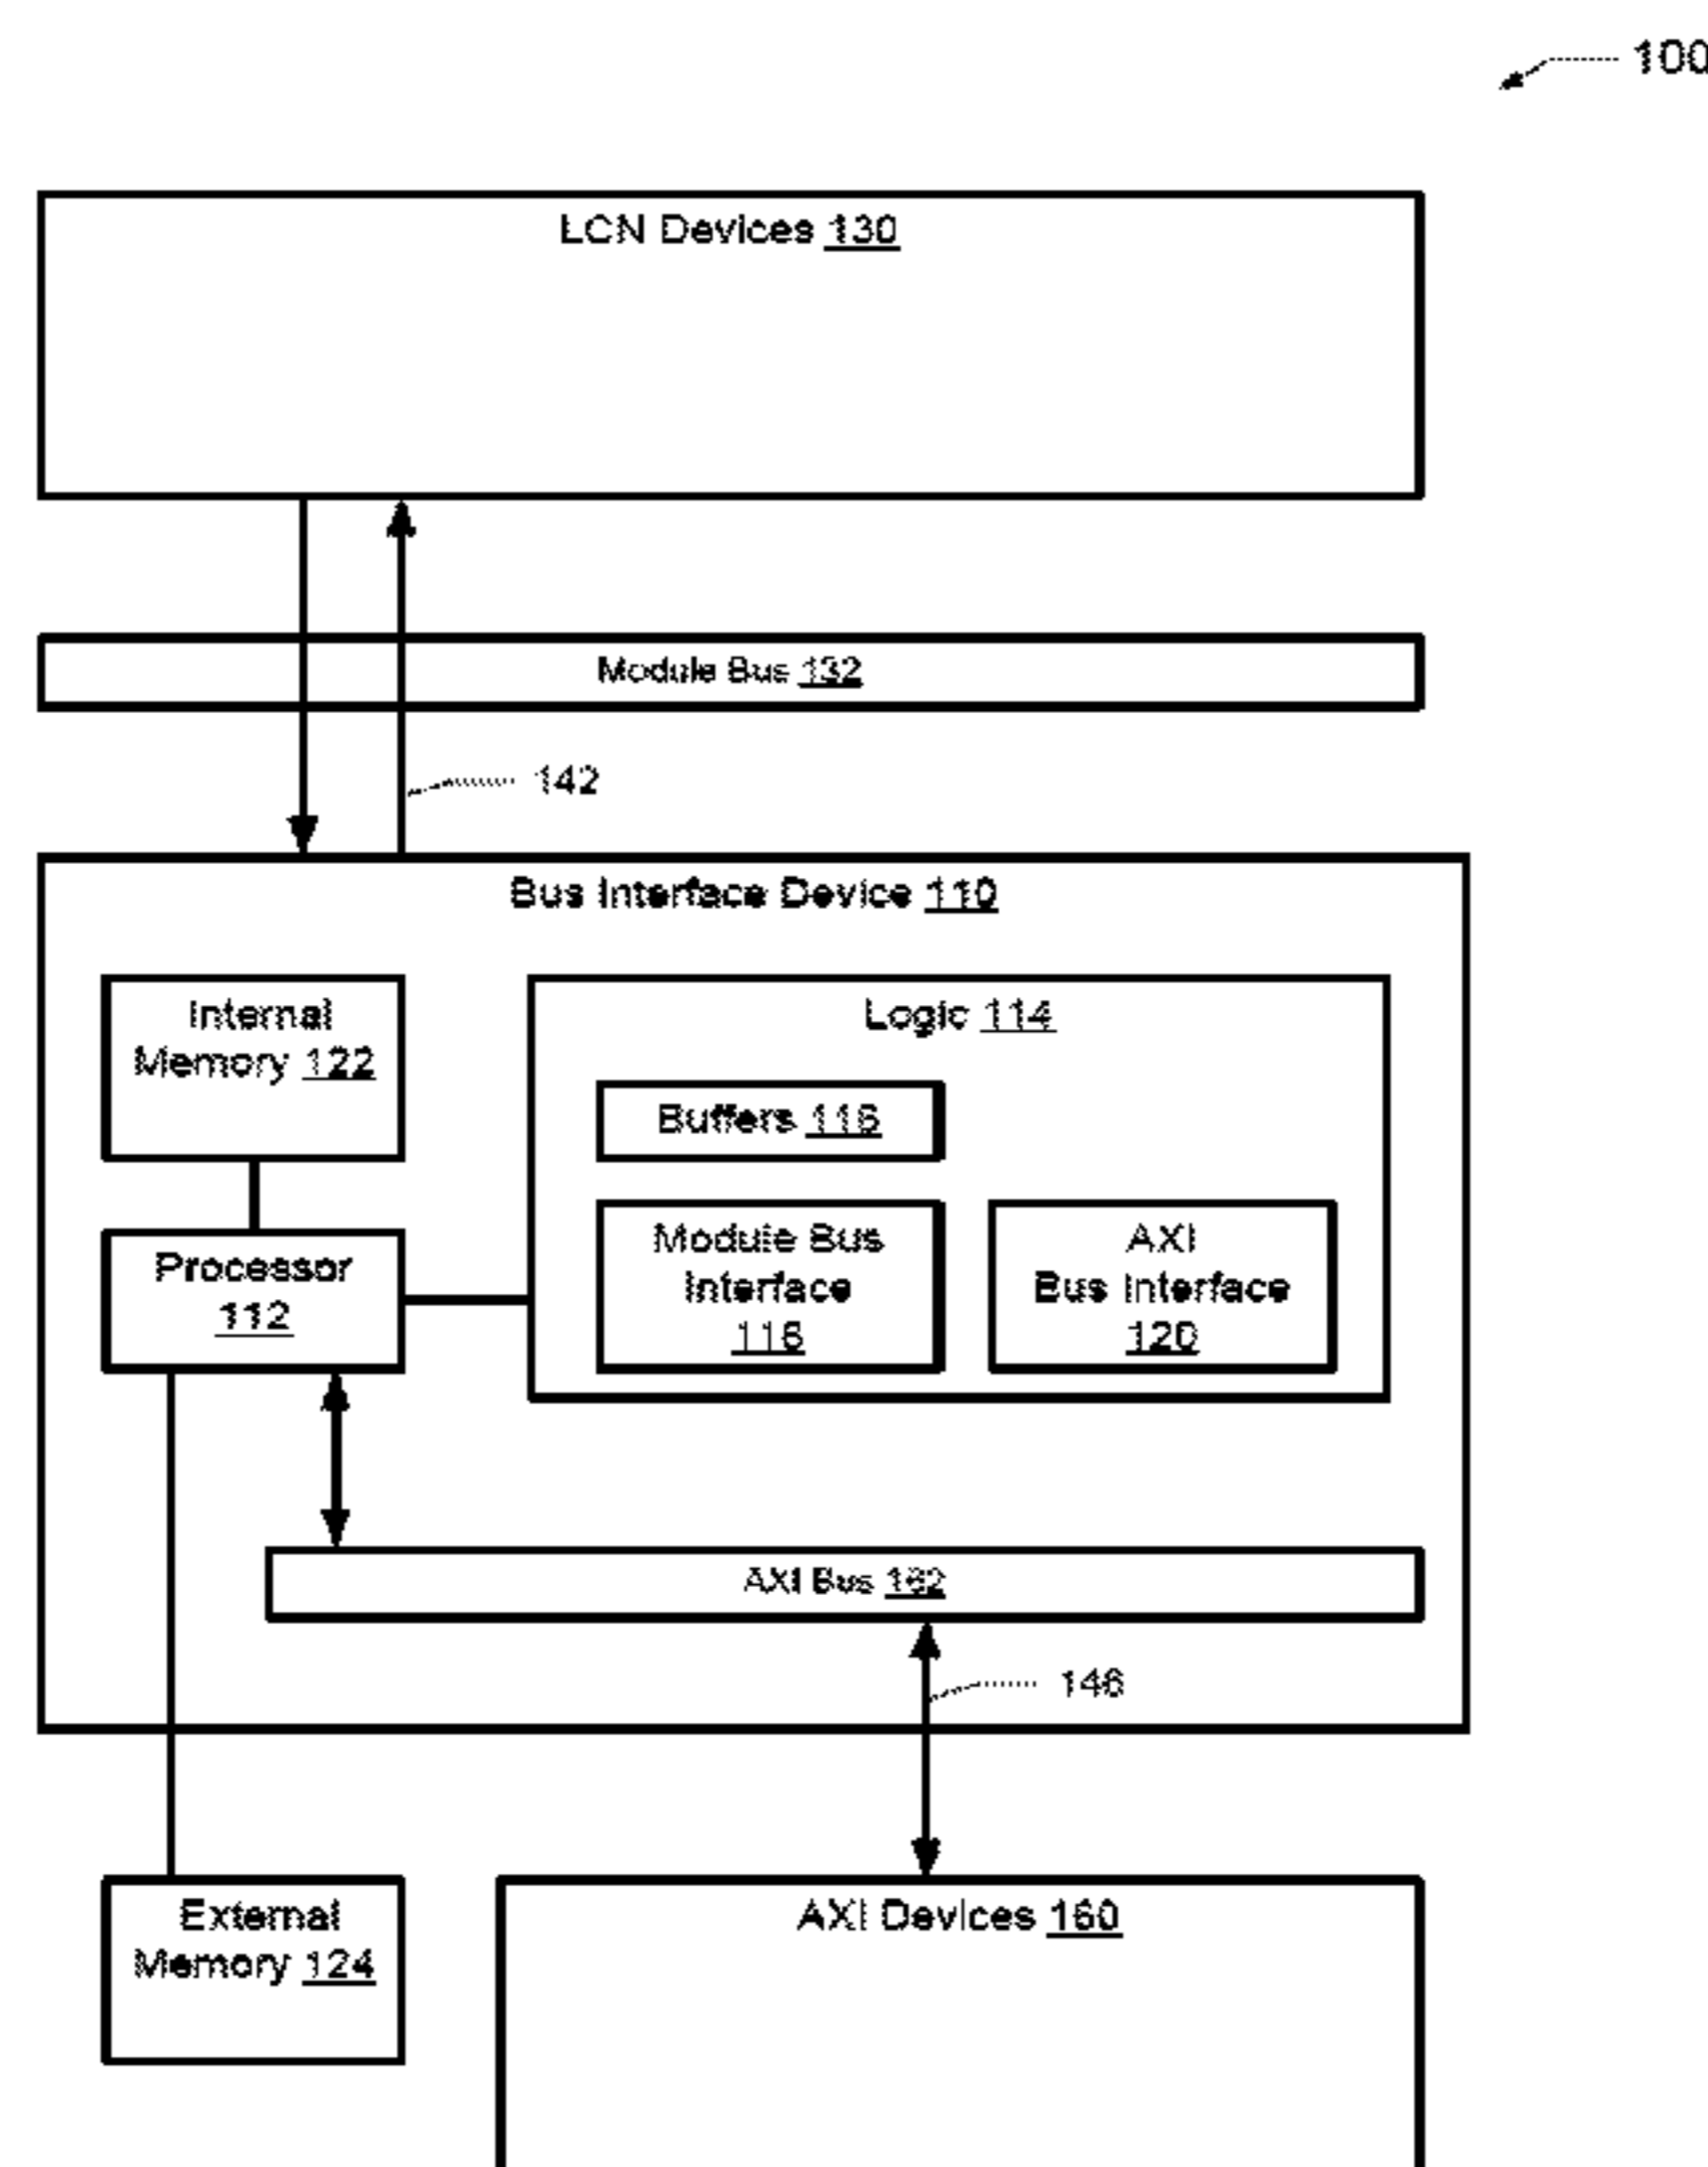 100
LCN Devices 130
Module Bus 132
142
Bus Interface Device 110
Internal
Memory 122
Logic 114
Buffers 116
Processor
112
Module Bus
Interface
AXI
Bus Interface
120
AXI Bus 162
146
External
Memory 124
AXI Devices 160